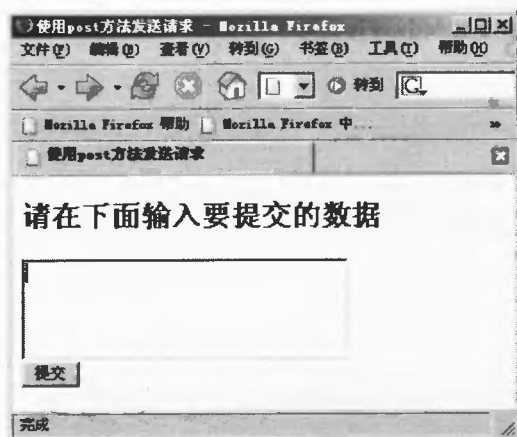 使用post方法发送请求 - Mozilla Firefox
文件(F) 编辑(E) 查看(V) 转到(G) 书签(B) 工具(T) 帮助(H)
转到
Mozilla Firefox 帮助 Mozilla Firefox 中...
使用post方法发送请求
请在下面输入要提交的数据
提交
完成